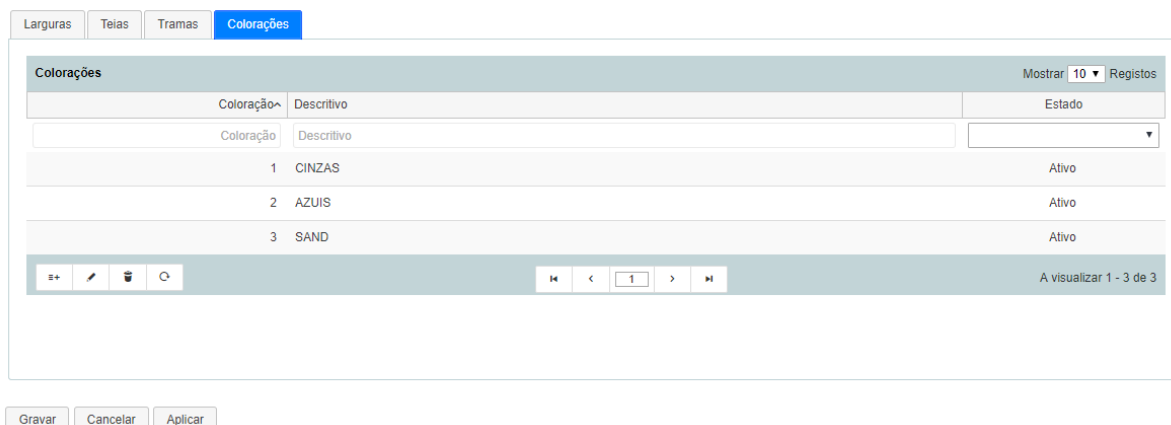 Larguras Teias Tramas Colorações
Colorações Mostrar 10 Registos
Coloração Descritivo Estado
Coloração Descritivo
1 CINZAS Ativo
2 AZUIS Ativo
3 SAND Ativo
1 A visualizar 1 - 3 de 3
Gravar Cancelar Aplicar